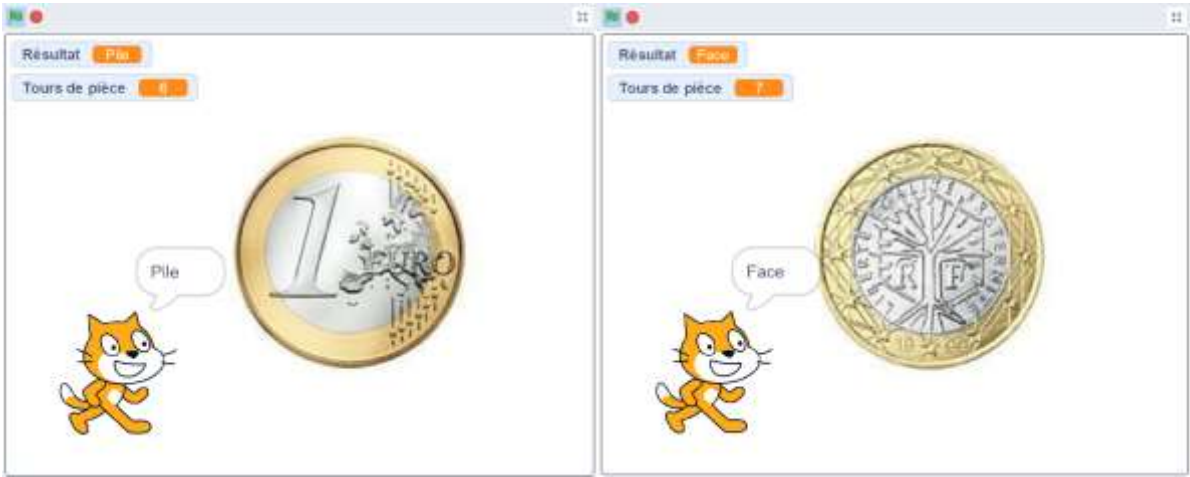 Résultat Pile
Tours de pièce 6
Pile
1 EURO
Résultat Face
Tours de pièce 7
Face
LIBERTE EGALITE FRATERNITE
R F